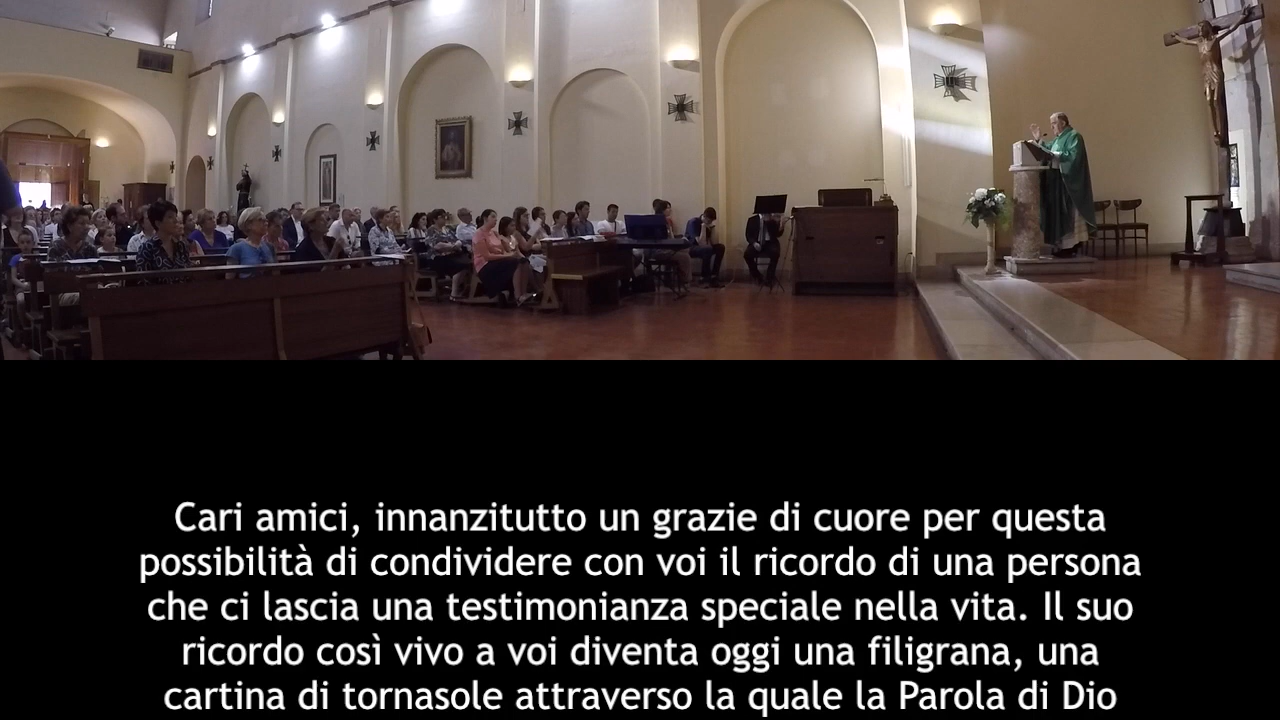 Cari amici, innanzitutto un grazie di cuore per questa
possibilità di condividere con voi il ricordo di una persona
che ci lascia una testimonianza speciale nella vita. Il suo
ricordo così vivo a voi diventa oggi una filigrana, una
cartina di tornasole attraverso la quale la Parola di Dio